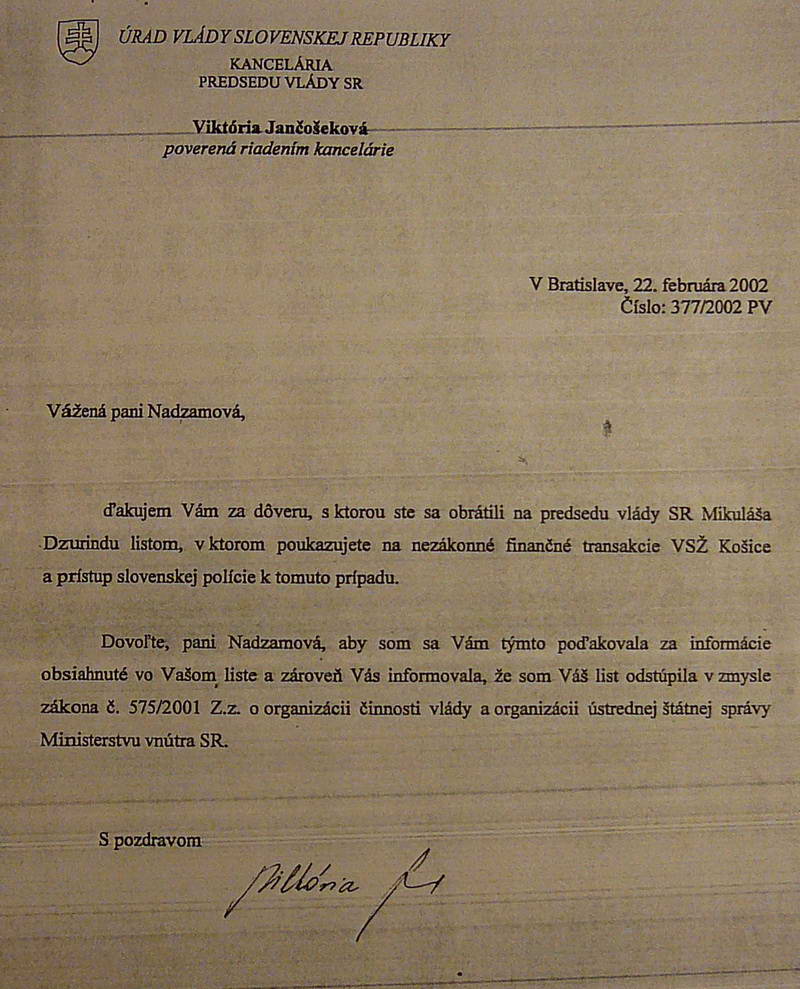 ÚRAD VLÁDY SLOVENSKEJ REPUBLIKY
KANCELÁRIA
PREDSEDU VLÁDY SR
Viktória Jančošeková
poverená riadením kancelárie
V Bratislave, 22. februára 2002
Číslo: 377/2002 PV
Vážená pani Nadzamová,
ďakujem Vám za dôveru, s ktorou ste sa obrátili na predsedu vlády SR Mikuláša
Dzurindu listom, v ktorom poukazujete na nezákonné finančné transakcie VSŽ Košice
a prístup slovenskej polície k tomuto prípadu.
Dovoľte, pani Nadzamová, aby som sa Vám týmto poďakovala za informácie
obsiahnuté vo Vašom liste a zároveň Vás informovala, že som Váš list odstúpila v zmysle
zákona č. 575/2001 Z.z. o organizácii činnosti vlády a organizácii ústrednej štátnej správy
Ministerstvu vnútra SR.
S pozdravom
Viktória